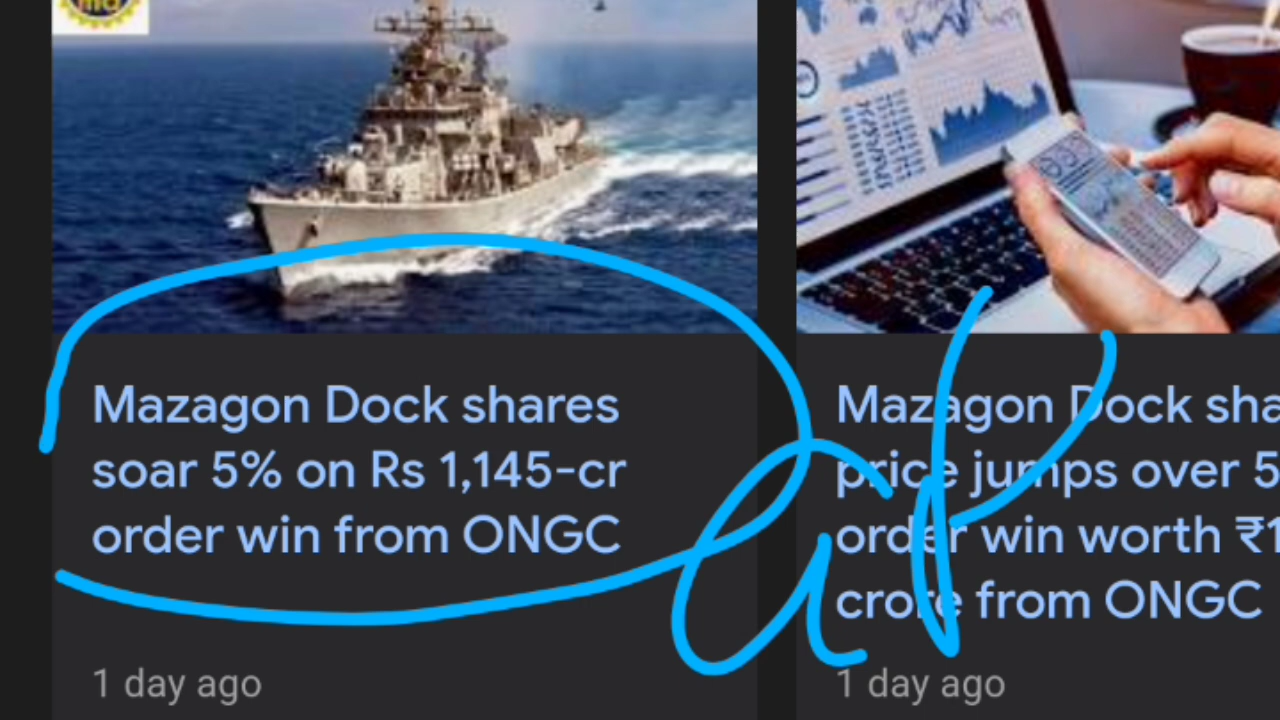 Mazagon Dock shares
soar 5% on Rs 1,145-cr
order win from ONGC
1 day ago
Mazagon Dock sha
price jumps over 5
order win worth ₹1
crore from ONGC
1 day ago